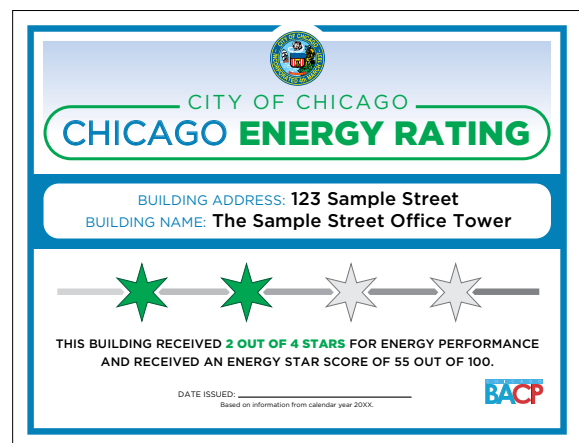 CITY OF CHICAGO
CHICAGO ENERGY RATING
BUILDING ADDRESS: 123 Sample Street
BUILDING NAME: The Sample Street Office Tower
THIS BUILDING RECEIVED 2 OUT OF 4 STARS FOR ENERGY PERFORMANCE
AND RECEIVED AN ENERGY STAR SCORE OF 55 OUT OF 100.
DATE ISSUED:
Based on information from calendar year 20XX.
BACP